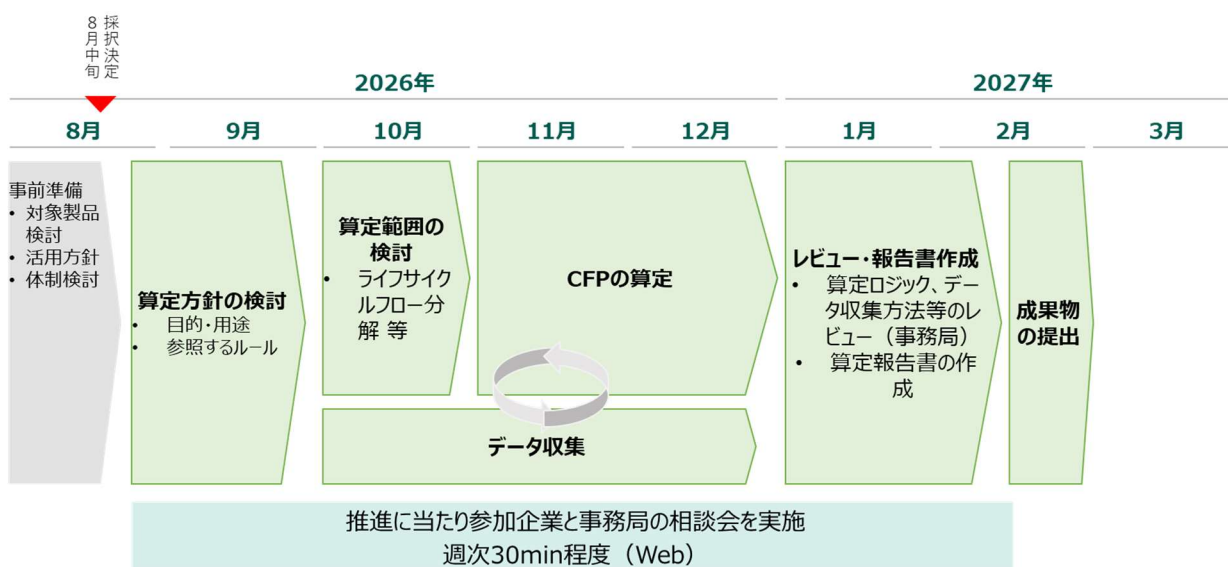 採択決定
8月中旬
2026年
2027年
8月
9月
10月
11月
12月
1月
2月
3月
事前準備
• 対象製品
検討
• 活用方針
• 体制検討
算定方針の検討
• 目的・用途
• 参照するルール
算定範囲の
検討
• ライフサイク
ルフロー分
解 等
CFPの算定
データ収集
レビュー・報告書作成
• 算定ロジック、デー
タ収集方法等のレ
ビュー（事務局）
• 算定報告書の作
成
成果物
の提出
推進に当たり参加企業と事務局の相談会を実施
週次30min程度（Web）